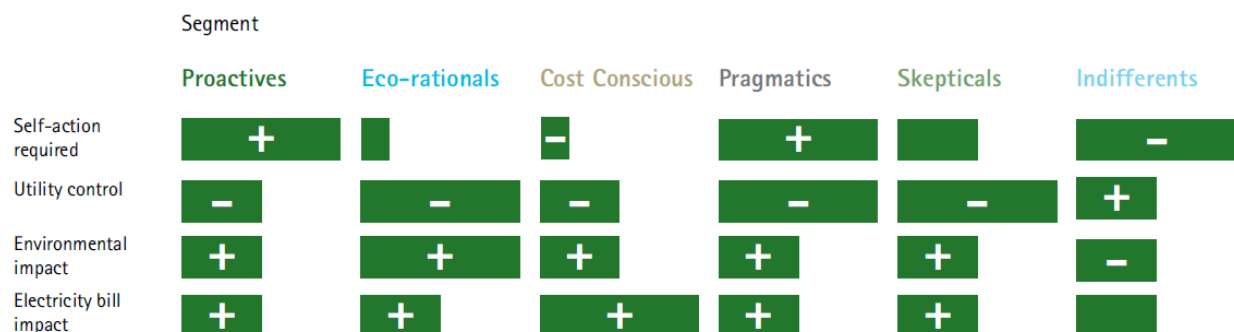 Segment
Proactives Eco-rationals Cost Conscious Pragmatics Skepticals Indifferents
Self-action
required
+ - + -
Utility control
- - - - - +
Environmental
impact
+ + + + + -
Electricity bill
impact
+ + + + +